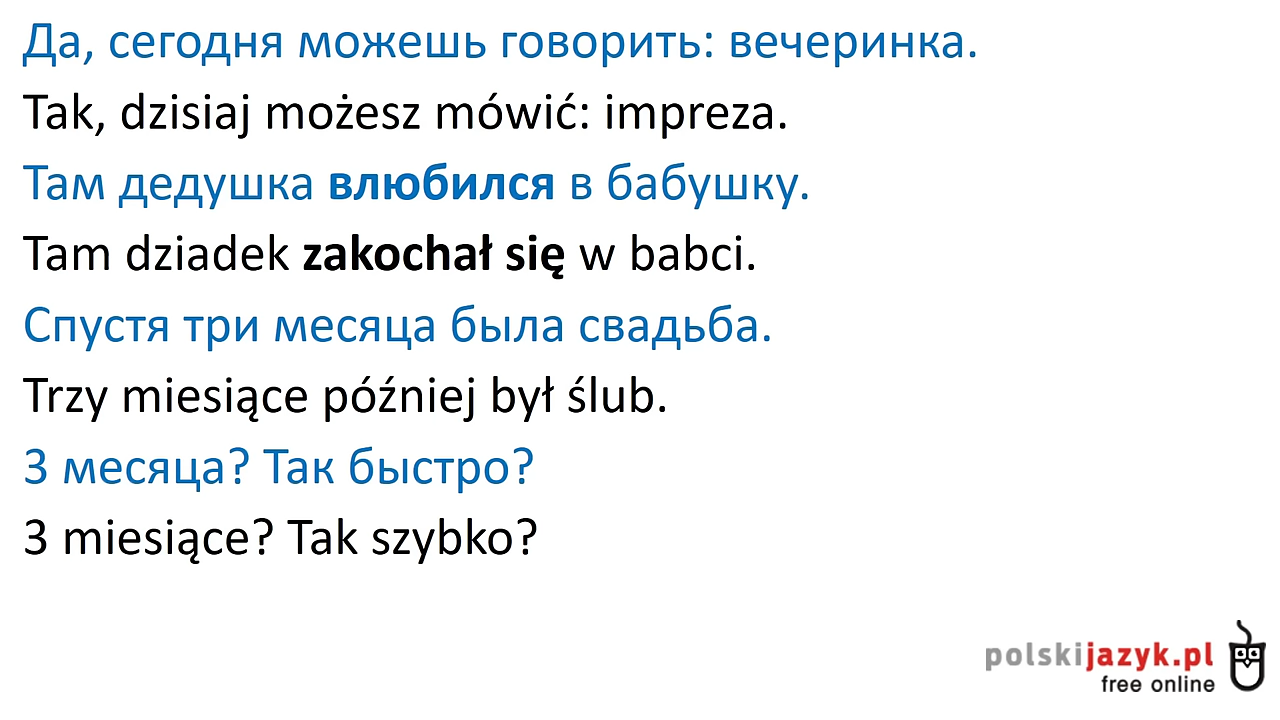 Да, сегодня можешь говорить: вечеринка.
Tak, dzisiaj możesz mówić: impreza.
Там дедушка влюбился в бабушку.
Tam dziadek zakochał się w babci.
Спустя три месяца была свадьба.
Trzy miesiące później był ślub.
3 месяца? Так быстро?
3 miesiące? Tak szybko?
polskijazyk.pl
free online